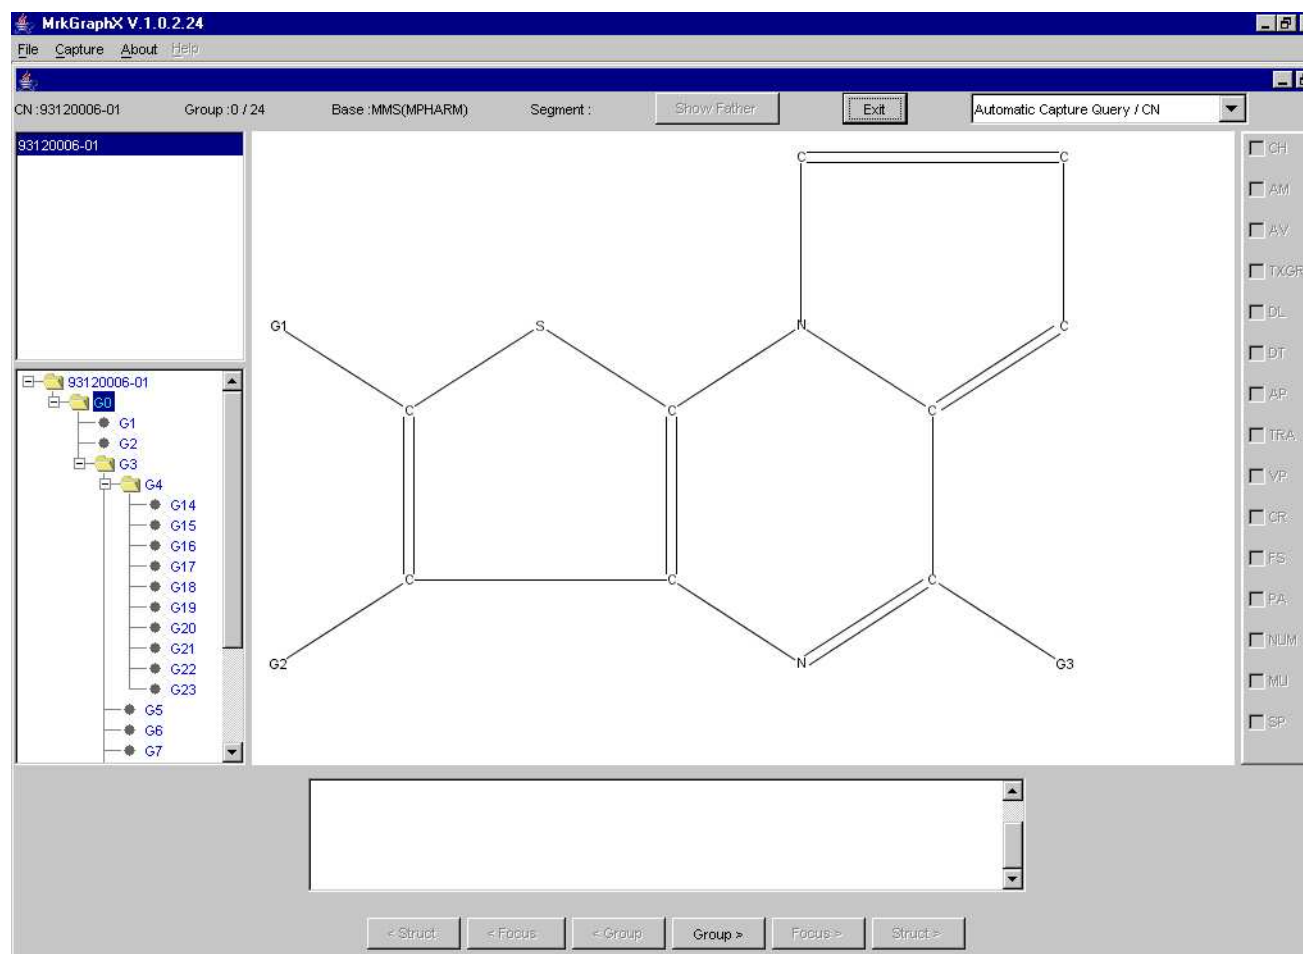 MrkGraphX V.1.0.2.24
File Capture About Help
CN :93120006-01 Group :0 / 24 Base :MMS(MPHARM) Segment : Show Father Exit Automatic Capture Query / CN
93120006-01
C C
G1 S N C
C C C
C C C
G2 N G3
93120006-01
G0
G1
G2
G3
G4
G14
G15
G16
G17
G18
G19
G20
G21
G22
G23
G5
G6
G7
CH
AM
AV
TXGR
DL
DT
AP
TRA
VP
CR
FS
PA
NUM
MU
SP
< Struct < Focus < Group Group > Focus > Struct >